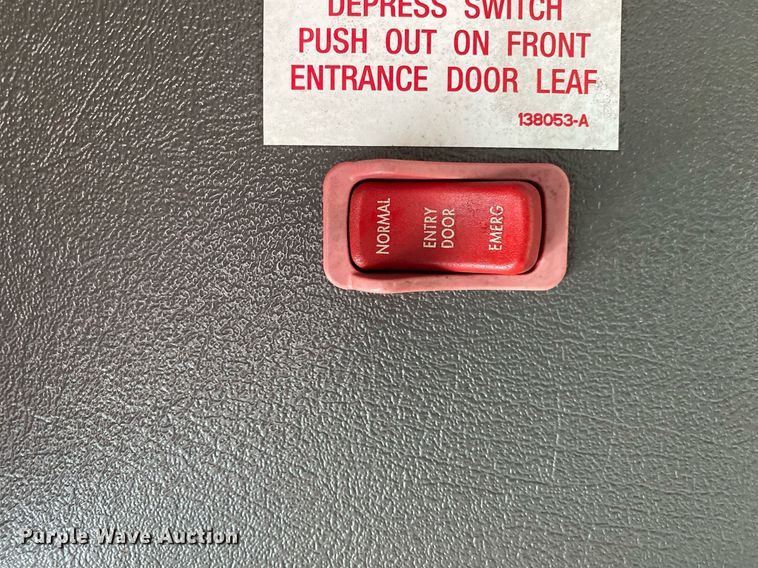 DEPRESS SWITCH
PUSH OUT ON FRONT
ENTRANCE DOOR LEAF
138053-A
NORMAL
ENTRY
DOOR
EMERG
Purple Wave Auction